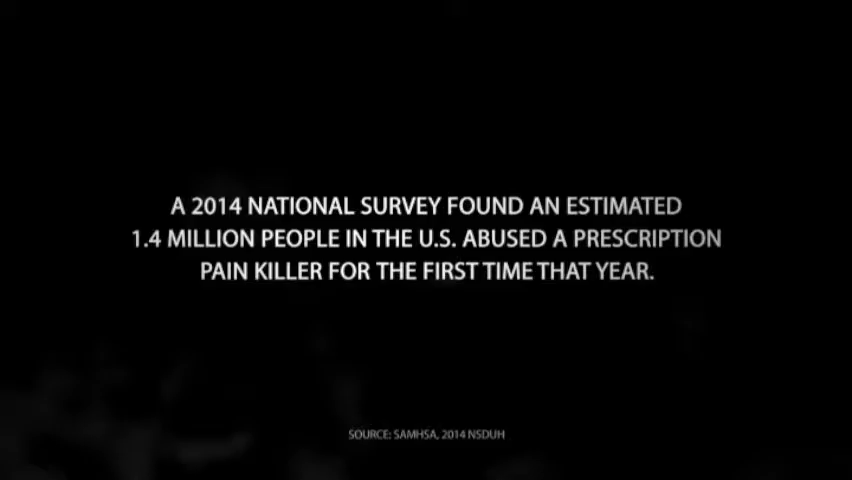 A 2014 NATIONAL SURVEY FOUND AN ESTIMATED
1.4 MILLION PEOPLE IN THE U.S. ABUSED A PRESCRIPTION
PAIN KILLER FOR THE FIRST TIME THAT YEAR.
SOURCE: SAMHSA, 2014 NSDUH